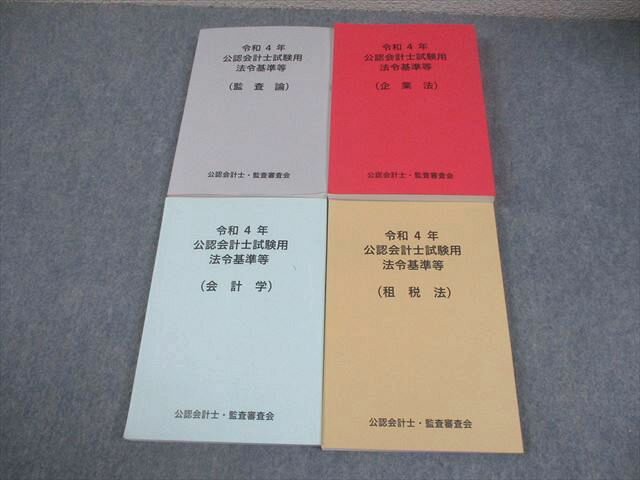 令和 4 年
公認会計士試験用
法令基準等
(監 査 論)
公認会計士・監査審査会
令和 4 年
公認会計士試験用
法令基準等
(企 業 法)
公認会計士・監査審査会
令和 4 年
公認会計士試験用
法令基準等
(会 計 学)
公認会計士・監査審査会
令和 4 年
公認会計士試験用
法令基準等
(租 税 法)
公認会計士・監査審査会